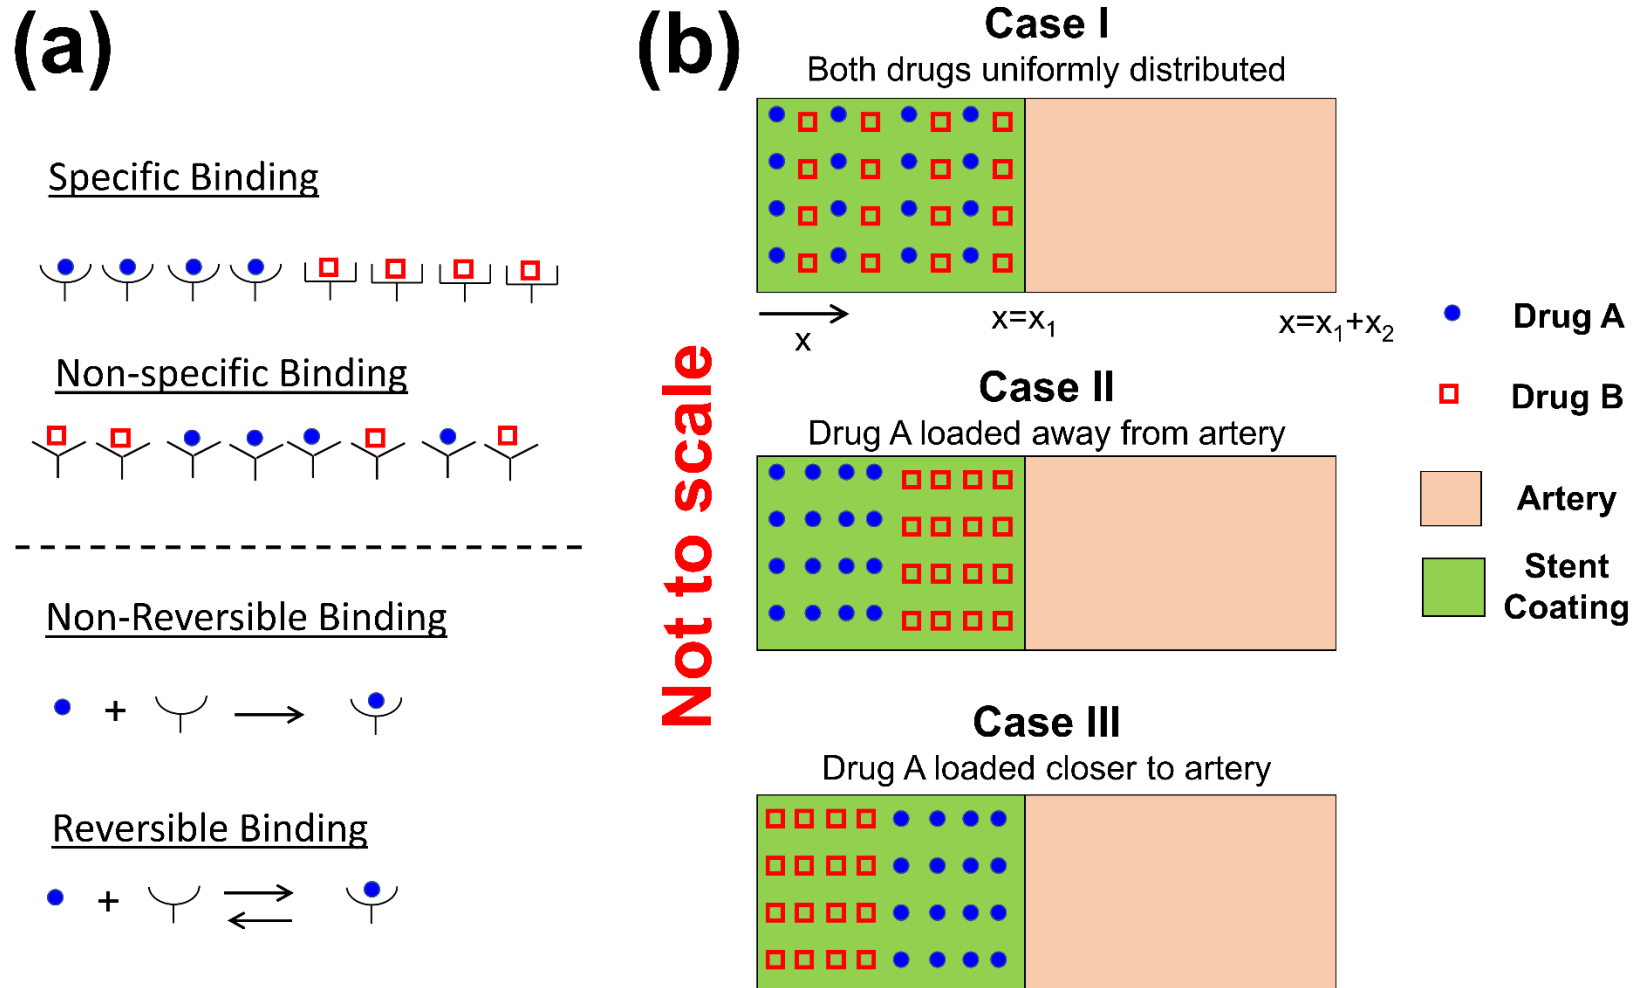 (a)
Specific Binding
Non-specific Binding
Non-Reversible Binding
+
Reversible Binding
+
(b)
Not to scale
Case I
Both drugs uniformly distributed
x
x=x₁
x=x₁+x₂
Case II
Drug A loaded away from artery
Case III
Drug A loaded closer to artery
Drug A
Drug B
Artery
Stent
Coating